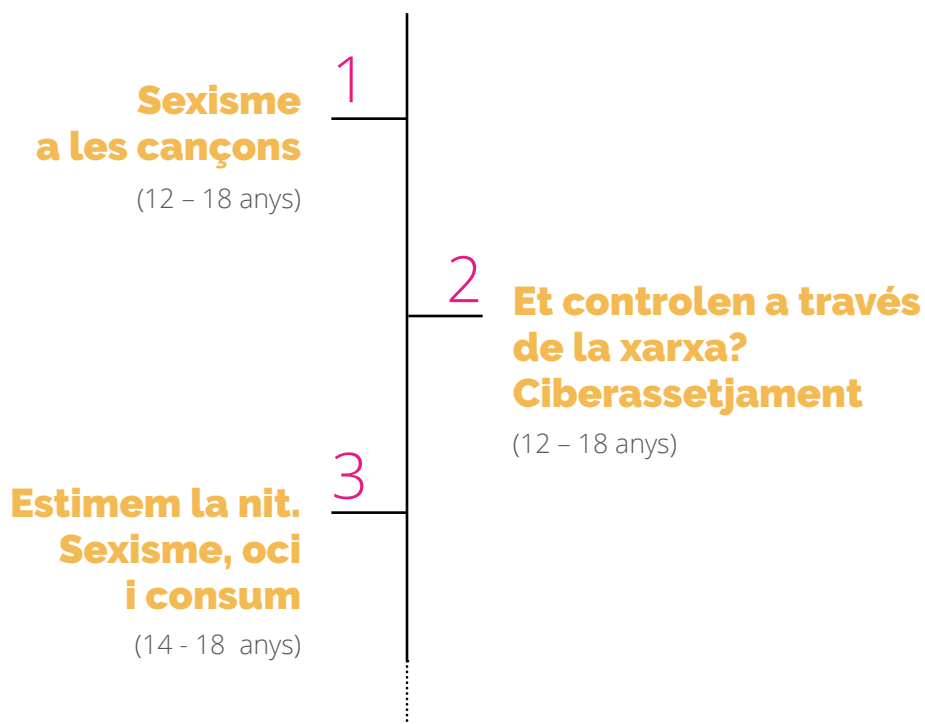 1
Sexisme
a les cançons
(12 – 18 anys)
2
Et controlen a través
de la xarxa?
Ciberassetjament
(12 – 18 anys)
3
Estimem la nit.
Sexisme, oci
i consum
(14 - 18 anys)